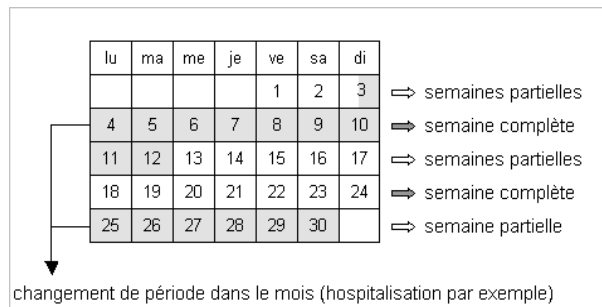 lu ma me je ve sa di
1 2 3 semaines partielles
4 5 6 7 8 9 10 semaine complète
11 12 13 14 15 16 17 semaines partielles
18 19 20 21 22 23 24 semaine complète
25 26 27 28 29 30 semaine partielle
changement de période dans le mois (hospitalisation par exemple)